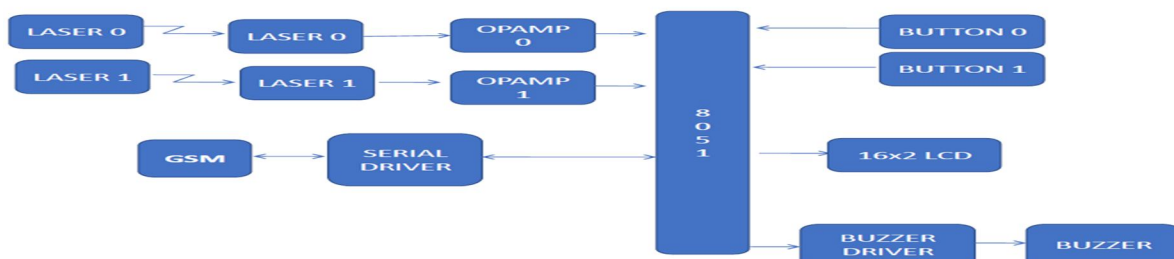 LASER 0
LASER 0
OPAMP
0
BUTTON 0
LASER 1
LASER 1
OPAMP
1
BUTTON 1
8
0
5
1
GSM
SERIAL
DRIVER
16x2 LCD
BUZZER
DRIVER
BUZZER